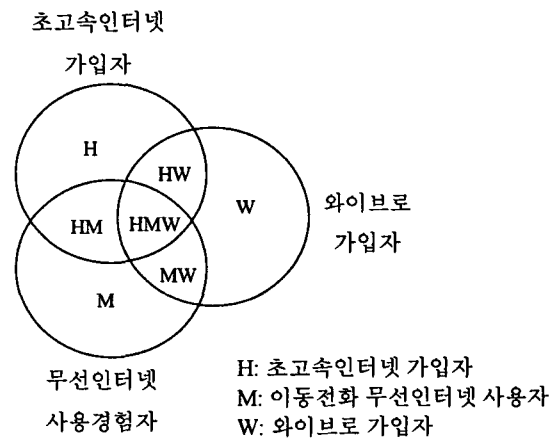 초고속인터넷
가입자
H
HW
W
와이브로
가입자
HM
HMW
MW
M
무선인터넷
사용경험자
H: 초고속인터넷 가입자
M: 이동전화 무선인터넷 사용자
W: 와이브로 가입자